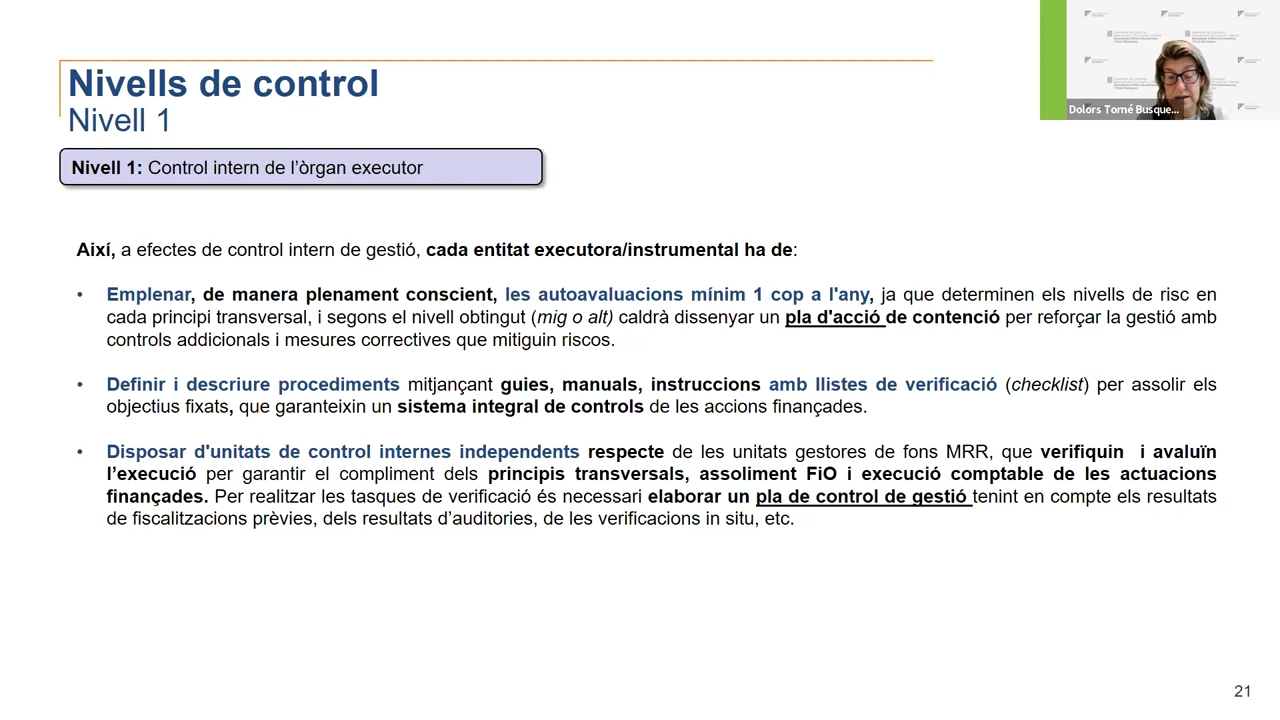 Nivells de control
Nivell 1
Nivell 1: Control intern de l'òrgan executor
Així, a efectes de control intern de gestió, cada entitat executora/instrumental ha de:
• Emplenar, de manera plenament conscient, les autoavaluacions mínim 1 cop a l'any, ja que determinen els nivells de risc en
cada principi transversal, i segons el nivell obtingut (mig o alt) caldrà dissenyar un pla d'acció de contenció per reforçar la gestió amb
controls addicionals i mesures correctives que mitiguin riscos.
• Definir i descriure procediments mitjançant guies, manuals, instruccions amb llistes de verificació (checklist) per assolir els
objectius fixats, que garanteixin un sistema integral de controls de les accions finançades.
• Disposar d'unitats de control internes independents respecte de les unitats gestores de fons MRR, que verifiquin i avaluïn
l'execució per garantir el compliment dels principis transversals, assoliment FiO i execució comptable de les actuacions
finançades. Per realitzar les tasques de verificació és necessari elaborar un pla de control de gestió tenint en compte els resultats
de fiscalitzacions prèvies, dels resultats d'auditories, de les verificacions in situ, etc.
Dolors Torné Busque...
21